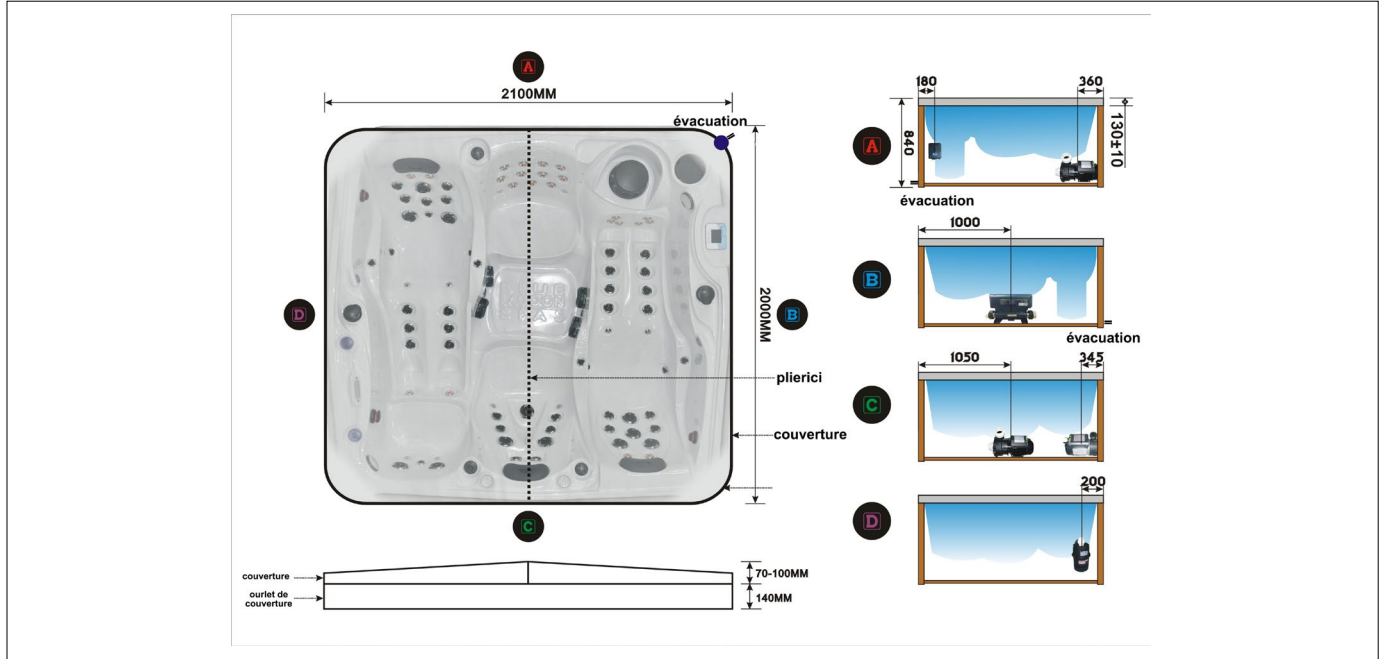 A
2100MM
évacuation
2000MM
D
B
plierici
couverture
C
couverture
ourlet de
couverture
70-100MM
140MM
180
360
A
840
130±10
évacuation
1000
B
évacuation
1050
345
C
200
D